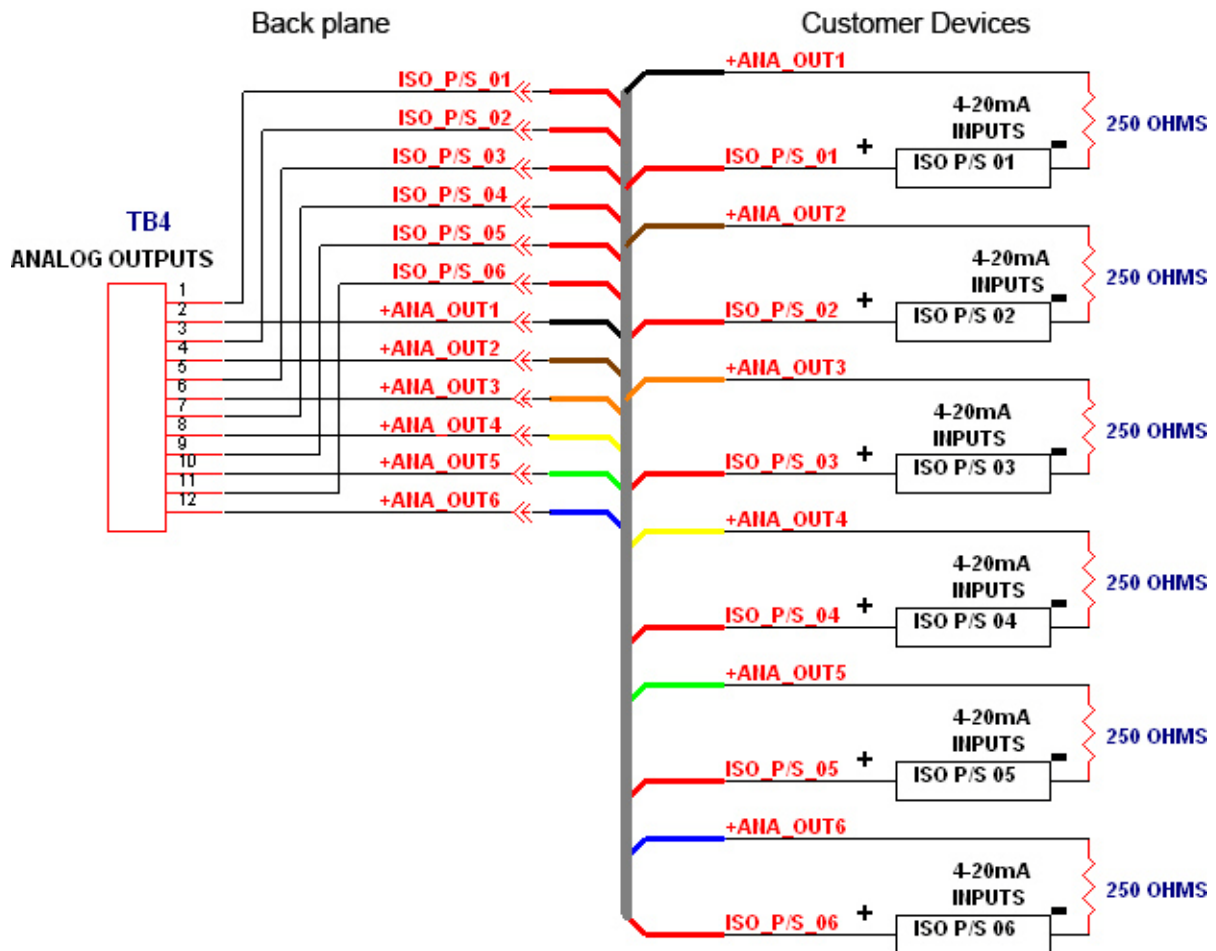 Back plane
Customer Devices
ISO_P/S_01
ISO_P/S_02
ISO_P/S_03
ISO_P/S_04
ISO_P/S_05
ISO_P/S_06
+ANA_OUT1
+ANA_OUT2
+ANA_OUT3
+ANA_OUT4
+ANA_OUT5
+ANA_OUT6
TB4
ANALOG OUTPUTS
1
2
3
4
5
6
7
8
9
10
11
12
+ANA_OUT1
4-20mA
INPUTS
250 OHMS
ISO_P/S_01
+
ISO P/S 01
-
+ANA_OUT2
4-20mA
INPUTS
250 OHMS
ISO_P/S_02
+
ISO P/S 02
-
+ANA_OUT3
4-20mA
INPUTS
250 OHMS
ISO_P/S_03
+
ISO P/S 03
-
+ANA_OUT4
4-20mA
INPUTS
250 OHMS
ISO_P/S_04
+
ISO P/S 04
-
+ANA_OUT5
4-20mA
INPUTS
250 OHMS
ISO_P/S_05
+
ISO P/S 05
-
+ANA_OUT6
4-20mA
INPUTS
250 OHMS
ISO_P/S_06
+
ISO P/S 06
-